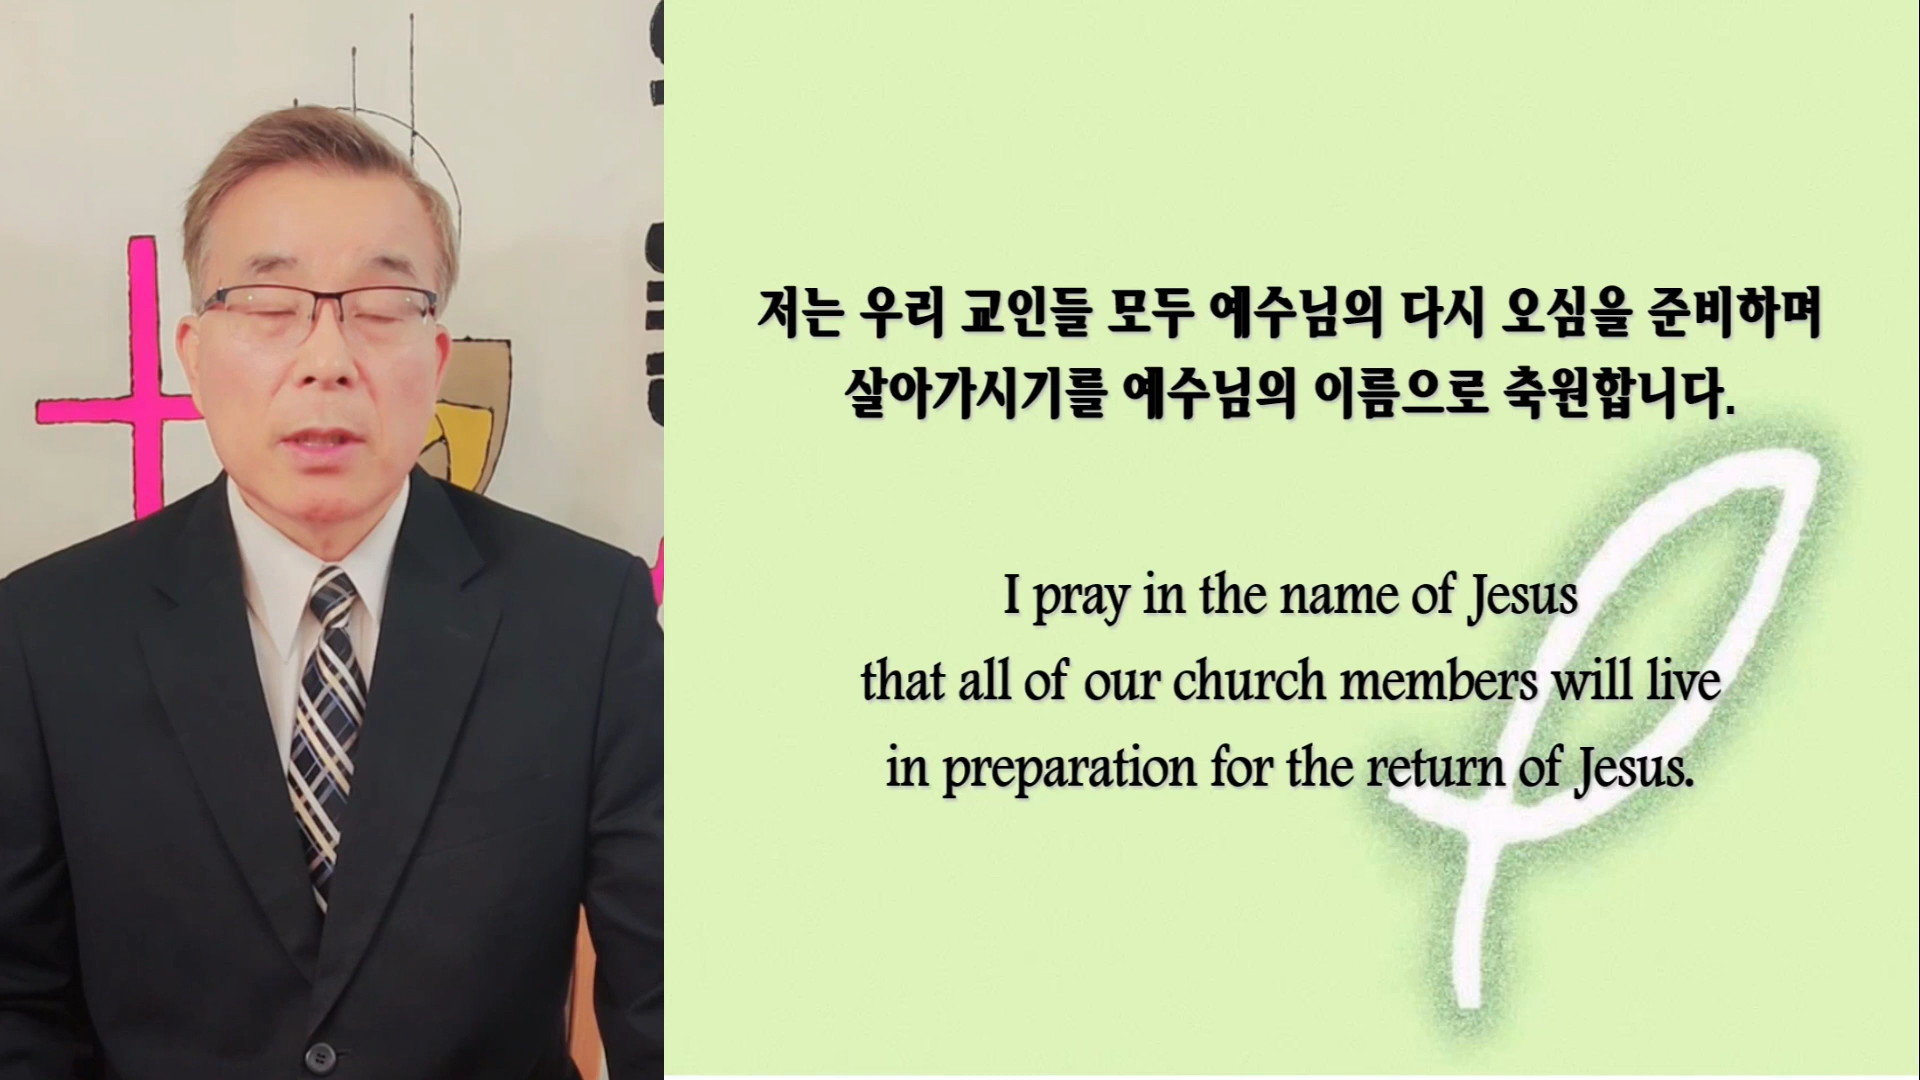 저는 우리 교인들 모두 예수님의 다시 오심을 준비하며
살아가시기를 예수님의 이름으로 축원합니다.
I pray in the name of Jesus
that all of our church members will live
in preparation for the return of Jesus.